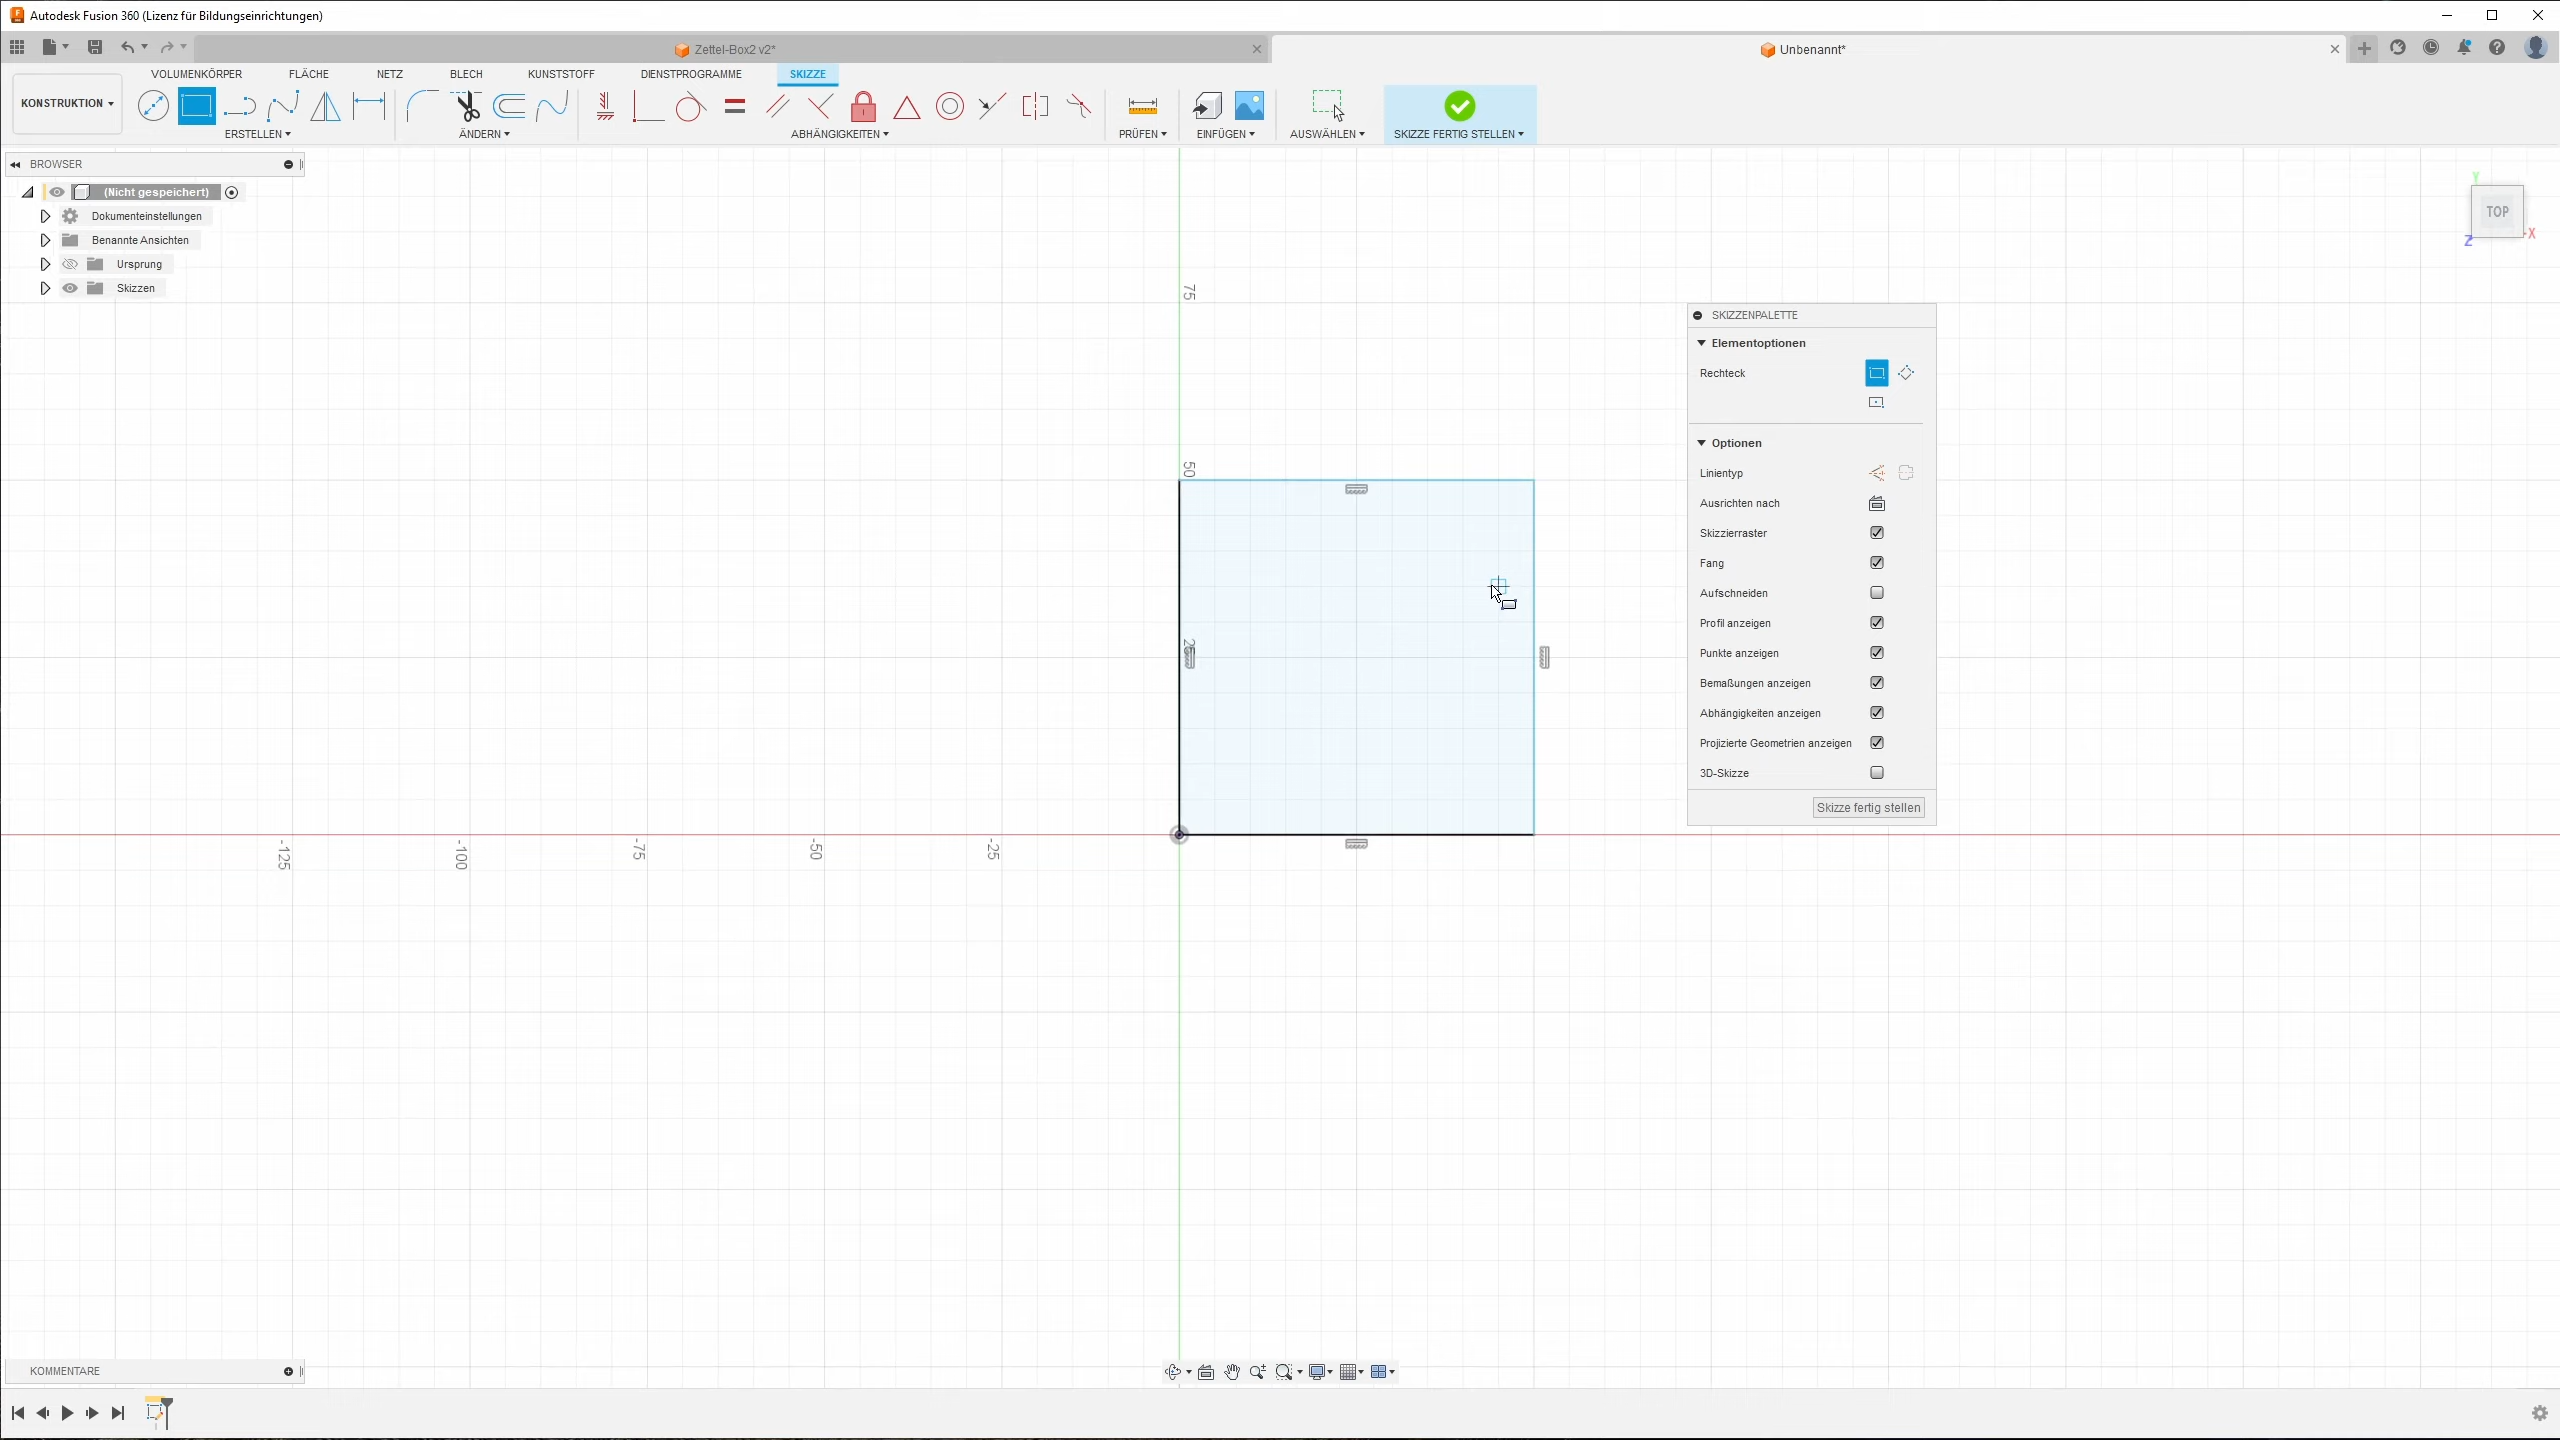 Autodesk Fusion 360 (Lizenz für Bildungseinrichtungen)
Zettel-Box2 v2*
Unbenannt*
KONSTRUKTION
VOLUMENKÖRPER
FLÄCHE
NETZ
BLECH
KUNSTSTOFF
DIENSTPROGRAMME
SKIZZE
ERSTELLEN
ÄNDERN
ABHÄNGIGKEITEN
PRÜFEN
EINFÜGEN
AUSWÄHLEN
SKIZZE FERTIG STELLEN
BROWSER
(Nicht gespeichert)
Dokumenteinstellungen
Benannte Ansichten
Ursprung
Skizzen
Y
TOP
X
Z
75
50
-125
-100
-75
-50
-25
SKIZZENPALETTE
Elementoptionen
Rechteck
Optionen
Linientyp
Ausrichten nach
Skizzierraster
Fang
Aufschneiden
Profil anzeigen
Punkte anzeigen
Bemaßungen anzeigen
Abhängigkeiten anzeigen
Projizierte Geometrien anzeigen
3D-Skizze
Skizze fertig stellen
KOMMENTARE